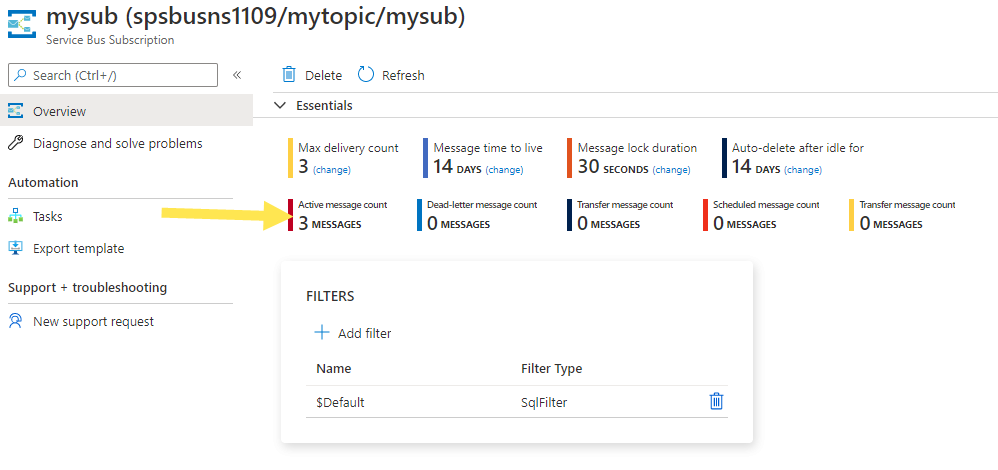 mysub (spsbusns1109/mytopic/mysub)
Service Bus Subscription
Search (Ctrl+/)
«
Delete Refresh
Overview
Essentials
Diagnose and solve problems
Max delivery count Message time to live Message lock duration Auto-delete after idle for
3 (change) 14 DAYS (change) 30 SECONDS (change) 14 DAYS (change)
Automation
Tasks
Active message count Dead-letter message count Transfer message count Scheduled message count Transfer message count
3 MESSAGES 0 MESSAGES 0 MESSAGES 0 MESSAGES 0 MESSAGES
Export template
Support + troubleshooting
New support request
FILTERS
Add filter
Name Filter Type
$Default SqlFilter